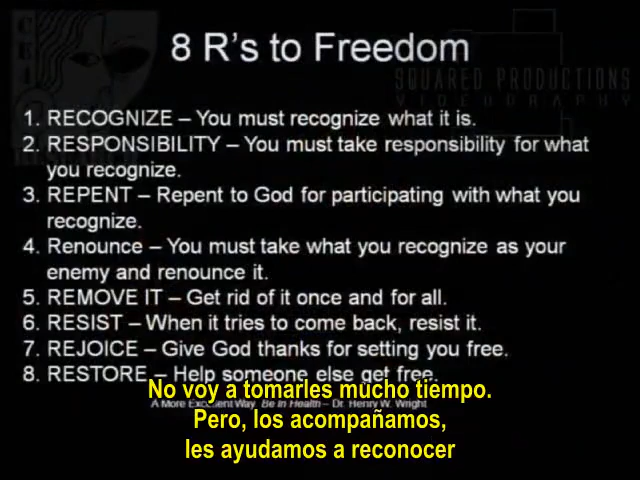 8 R's to Freedom
SQUARED PRODUCTIONS
VIDEOGRAPHY
1. RECOGNIZE – You must recognize what it is.
2. RESPONSIBILITY – You must take responsibility for what
you recognize.
3. REPENT – Repent to God for participating with what you
recognize.
4. Renounce – You must take what you recognize as your
enemy and renounce it.
5. REMOVE IT – Get rid of it once and for all.
6. RESIST – When it tries to come back, resist it.
7. REJOICE – Give God thanks for setting you free.
8. RESTORE – Help someone else get free.
A More Excellent Way, Be in Health – Dr. Henry W. Wright
No voy a tomarles mucho tiempo.
Pero, los acompañamos,
les ayudamos a reconocer